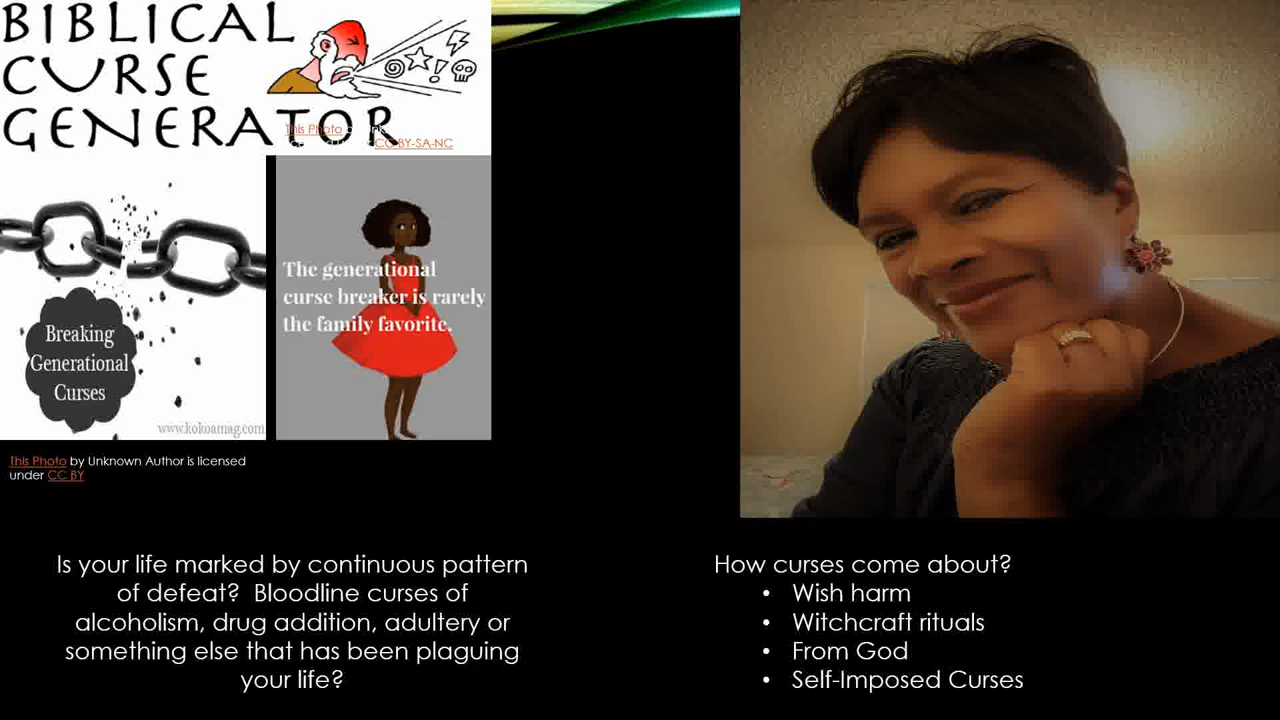 BIBLICAL
CURSE
GENERATOR
This Photo
CC BY-SA-NC
Breaking
Generational
Curses
www.kokoamag.com
The generational
curse breaker is rarely
the family favorite.
This Photo by Unknown Author is licensed
under CC BY
Is your life marked by continuous pattern
of defeat? Bloodline curses of
alcoholism, drug addition, adultery or
something else that has been plaguing
your life?
How curses come about?
• Wish harm
• Witchcraft rituals
• From God
• Self-Imposed Curses